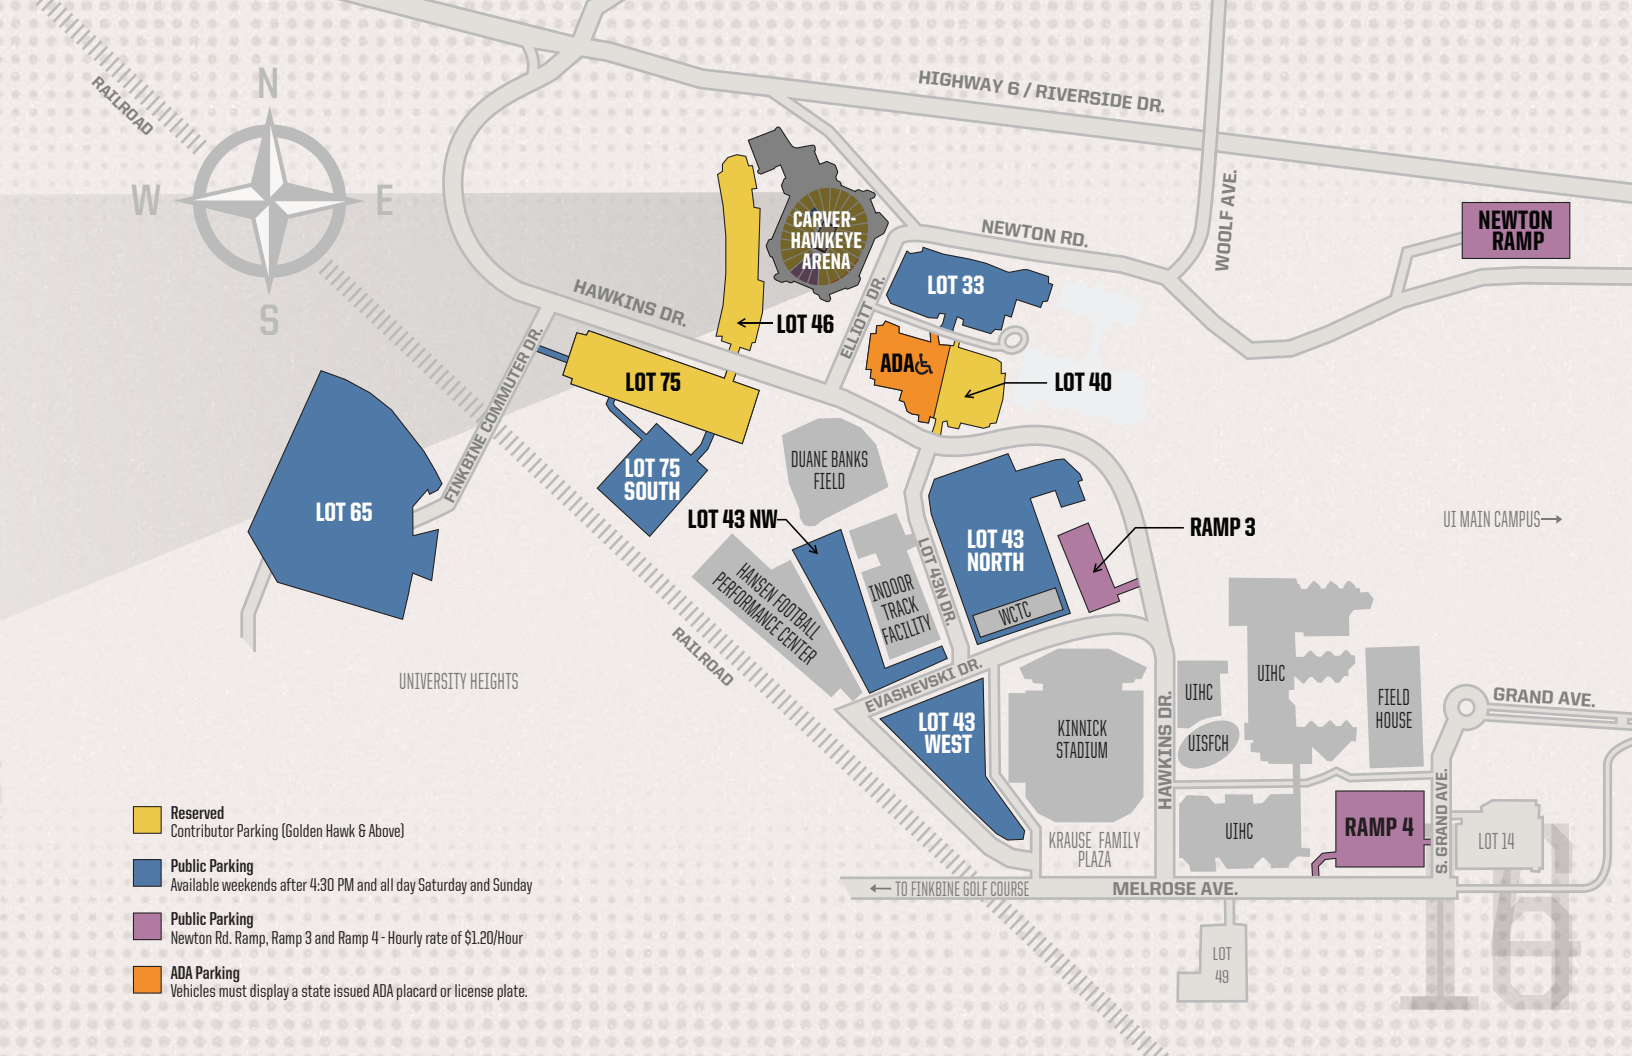 N
W
E
S
RAILROAD
HIGHWAY 6 / RIVERSIDE DR.
WOOLF AVE.
NEWTON
RAMP
CARVER-
HAWKEYE
ARENA
NEWTON RD.
LOT 33
HAWKINS DR.
LOT 46
ELLIOTT DR.
ADA
LOT 40
FINKBINE COMMUTER DR.
LOT 75
LOT 75
SOUTH
LOT 65
DUANE BANKS
FIELD
LOT 43 NW
LOT 43N DR.
LOT 43
NORTH
RAMP 3
UI MAIN CAMPUS
HANSEN FOOTBALL
PERFORMANCE CENTER
INDOOR
TRACK
FACILITY
WCTC
RAILROAD
UNIVERSITY HEIGHTS
EVASHEVSKI DR.
LOT 43
WEST
KINNICK
STADIUM
HAWKINS DR.
UIHC
UIHC
UISFCH
FIELD
HOUSE
GRAND AVE.
S. GRAND AVE.
UIHC
RAMP 4
LOT 14
KRAUSE FAMILY
PLAZA
TO FINKBINE GOLF COURSE
MELROSE AVE.
LOT
49
Reserved
Contributor Parking (Golden Hawk & Above)
Public Parking
Available weekends after 4:30 PM and all day Saturday and Sunday
Public Parking
Newton Rd. Ramp, Ramp 3 and Ramp 4 - Hourly rate of $1.20/Hour
ADA Parking
Vehicles must display a state issued ADA placard or license plate.